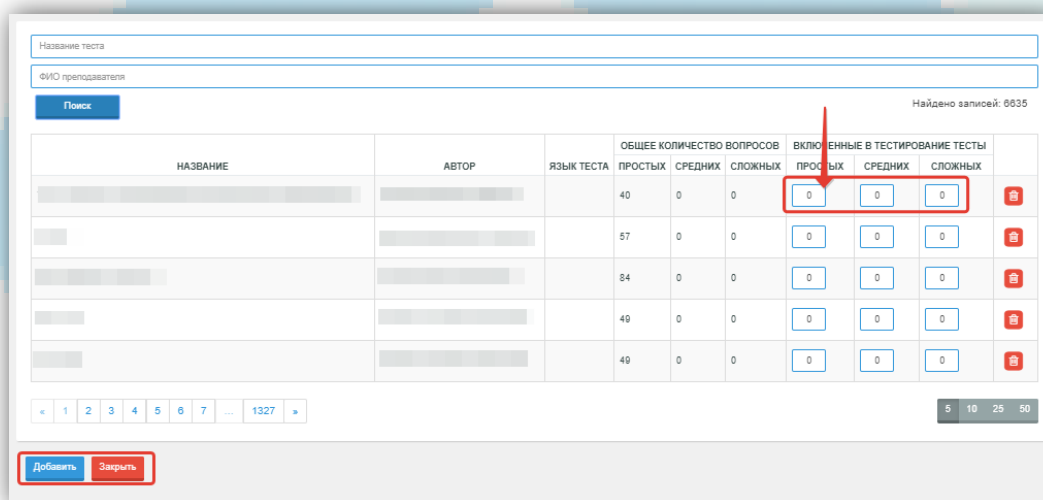 Название теста
ФИО преподавателя
Поиск
Найдено записей: 6635
ОБЩЕЕ КОЛИЧЕСТВО ВОПРОСОВ ВКЛЮЧЕННЫЕ В ТЕСТИРОВАНИЕ ТЕСТЫ
НАЗВАНИЕ АВТОР ЯЗЫК ТЕСТА ПРОСТЫХ СРЕДНИХ СЛОЖНЫХ ПРОСТЫХ СРЕДНИХ СЛОЖНЫХ
40 0 0 0 0 0
57 0 0 0 0 0
84 0 0 0 0 0
49 0 0 0 0 0
49 0 0 0 0 0
« 1 2 3 4 5 6 7 ... 1327 » 5 10 25 50
Добавить Закрыть